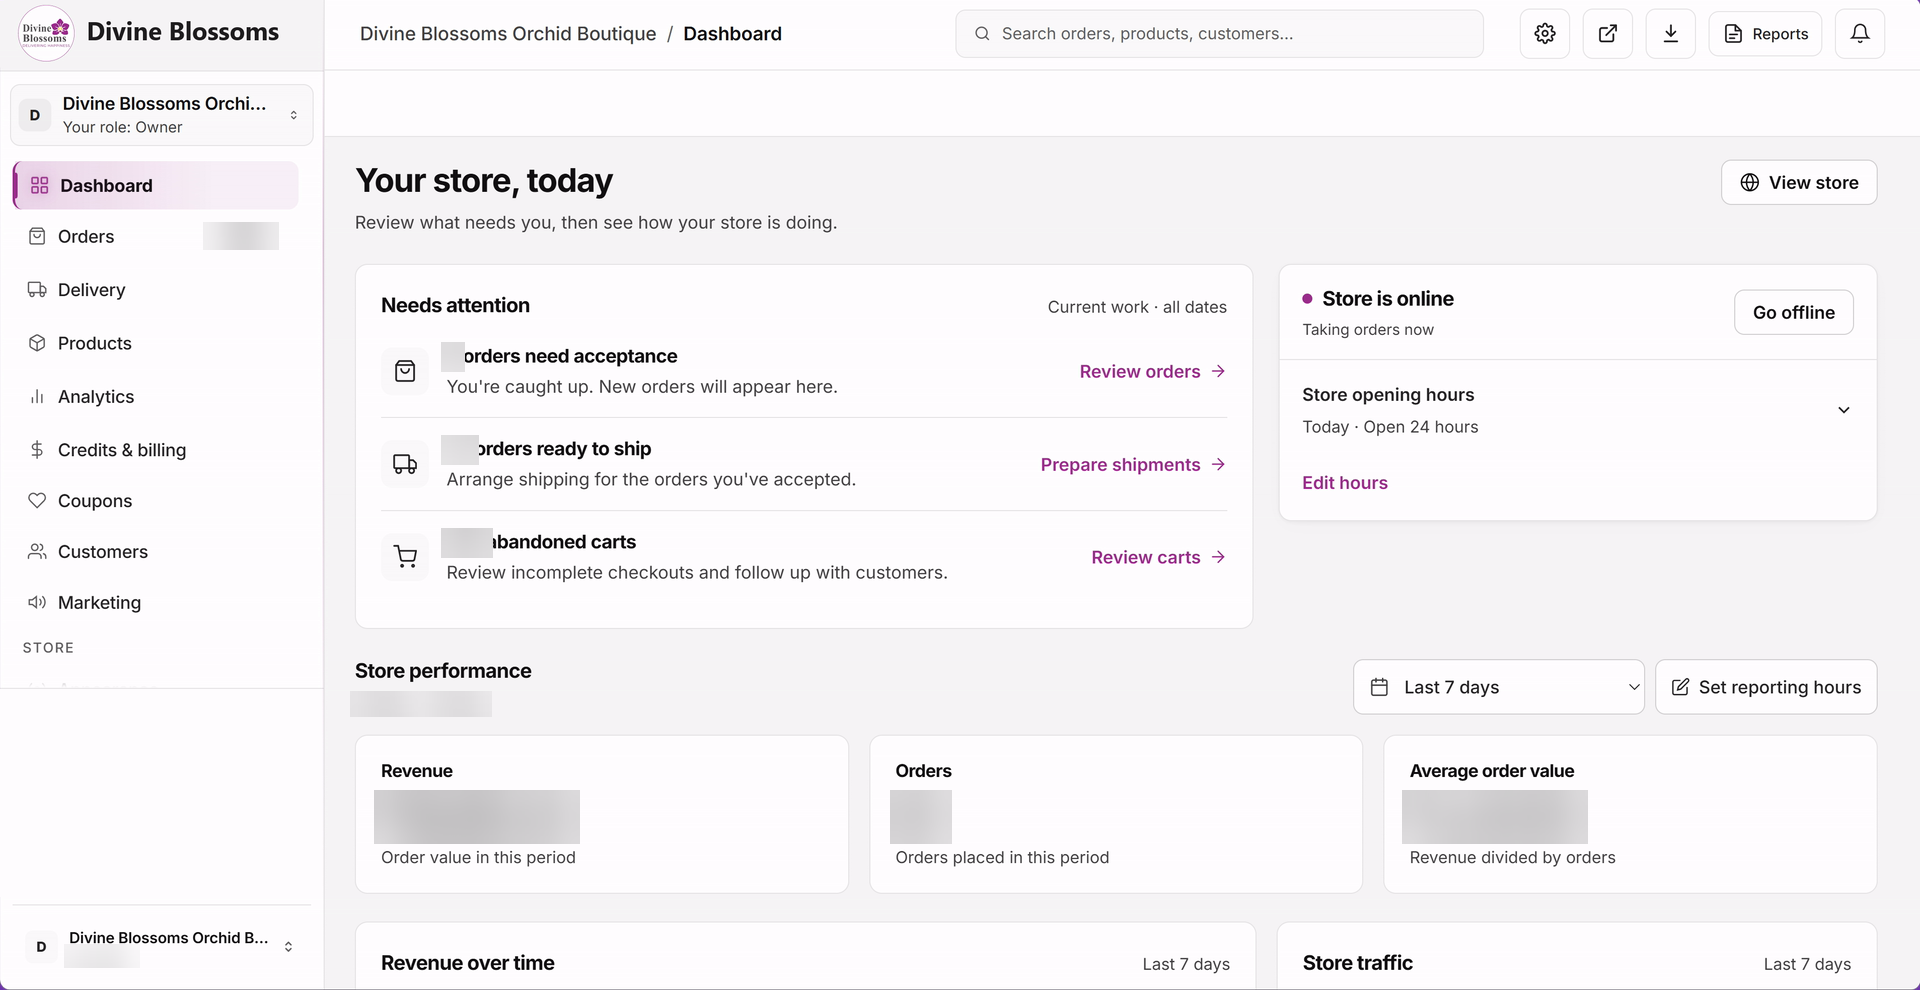 Divine
Blossoms
DELIVERING HAPPINESS
Divine Blossoms
Divine Blossoms Orchid Boutique / Dashboard
Search orders, products, customers...
Reports
D
Divine Blossoms Orchi...
Your role: Owner
Dashboard
Orders
Delivery
Products
Analytics
Credits & billing
Coupons
Customers
Marketing
STORE
D
Divine Blossoms Orchid B...
Your store, today
Review what needs you, then see how your store is doing.
View store
Needs attention
Current work · all dates
orders need acceptance
You're caught up. New orders will appear here.
Review orders →
orders ready to ship
Arrange shipping for the orders you've accepted.
Prepare shipments →
abandoned carts
Review incomplete checkouts and follow up with customers.
Review carts →
Store is online
Taking orders now
Go offline
Store opening hours
Today · Open 24 hours
Edit hours
Store performance
Last 7 days
Set reporting hours
Revenue
Order value in this period
Orders
Orders placed in this period
Average order value
Revenue divided by orders
Revenue over time
Last 7 days
Store traffic
Last 7 days